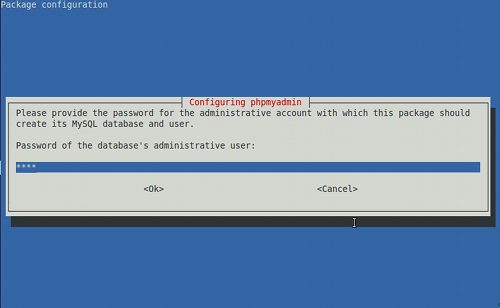 Package configuration
Configuring phpmyadmin
Please provide the password for the administrative account with which this package should
create its MySQL database and user.
Password of the database's administrative user:
****
<Ok> <Cancel>